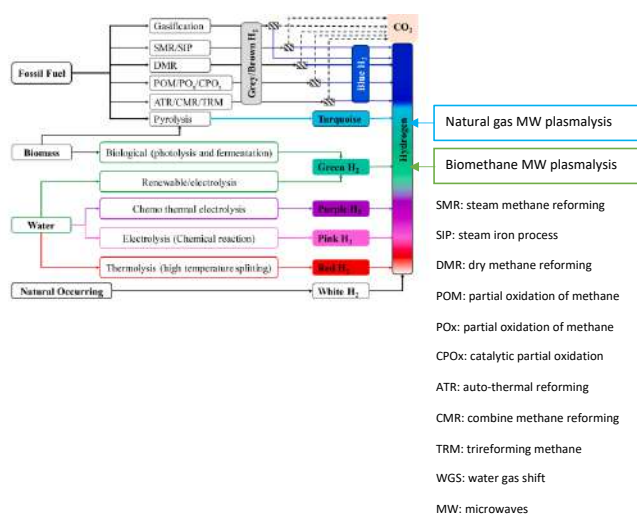 Gasification
CO₂
SMR/SIP
DMR
Fossil Fuel
POM/POₓ/CPOₓ
ATR/CMR/TRM
Grey/Brown H₂
Blue H₂
Hydrogen
Pyrolysis
Turquoise
Natural gas MW plasmalysis
Biomass
Biological (photolysis and fermentation)
Green H₂
Biomethane MW plasmalysis
Renewable/electrolysis
Water
Chemo thermal electrolysis
Purple H₂
Electrolysis (Chemical reaction)
Pink H₂
Thermolysis (high temperature splitting)
Red H₂
Natural Occurring
White H₂
SMR: steam methane reforming
SIP: steam iron process
DMR: dry methane reforming
POM: partial oxidation of methane
POx: partial oxidation of methane
CPOx: catalytic partial oxidation
ATR: auto-thermal reforming
CMR: combine methane reforming
TRM: trireforming methane
WGS: water gas shift
MW: microwaves